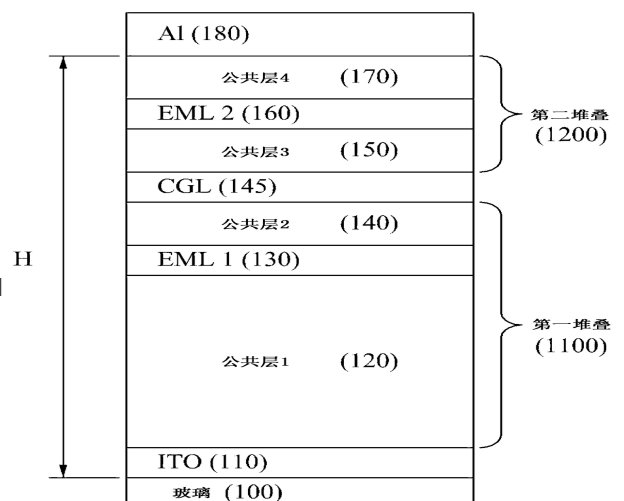 Al (180)
公共层4 (170)
EML 2 (160)
公共层3 (150)
CGL (145)
公共层2 (140)
EML 1 (130)
公共层1 (120)
ITO (110)
玻璃 (100)
H
第二堆叠
(1200)
第一堆叠
(1100)